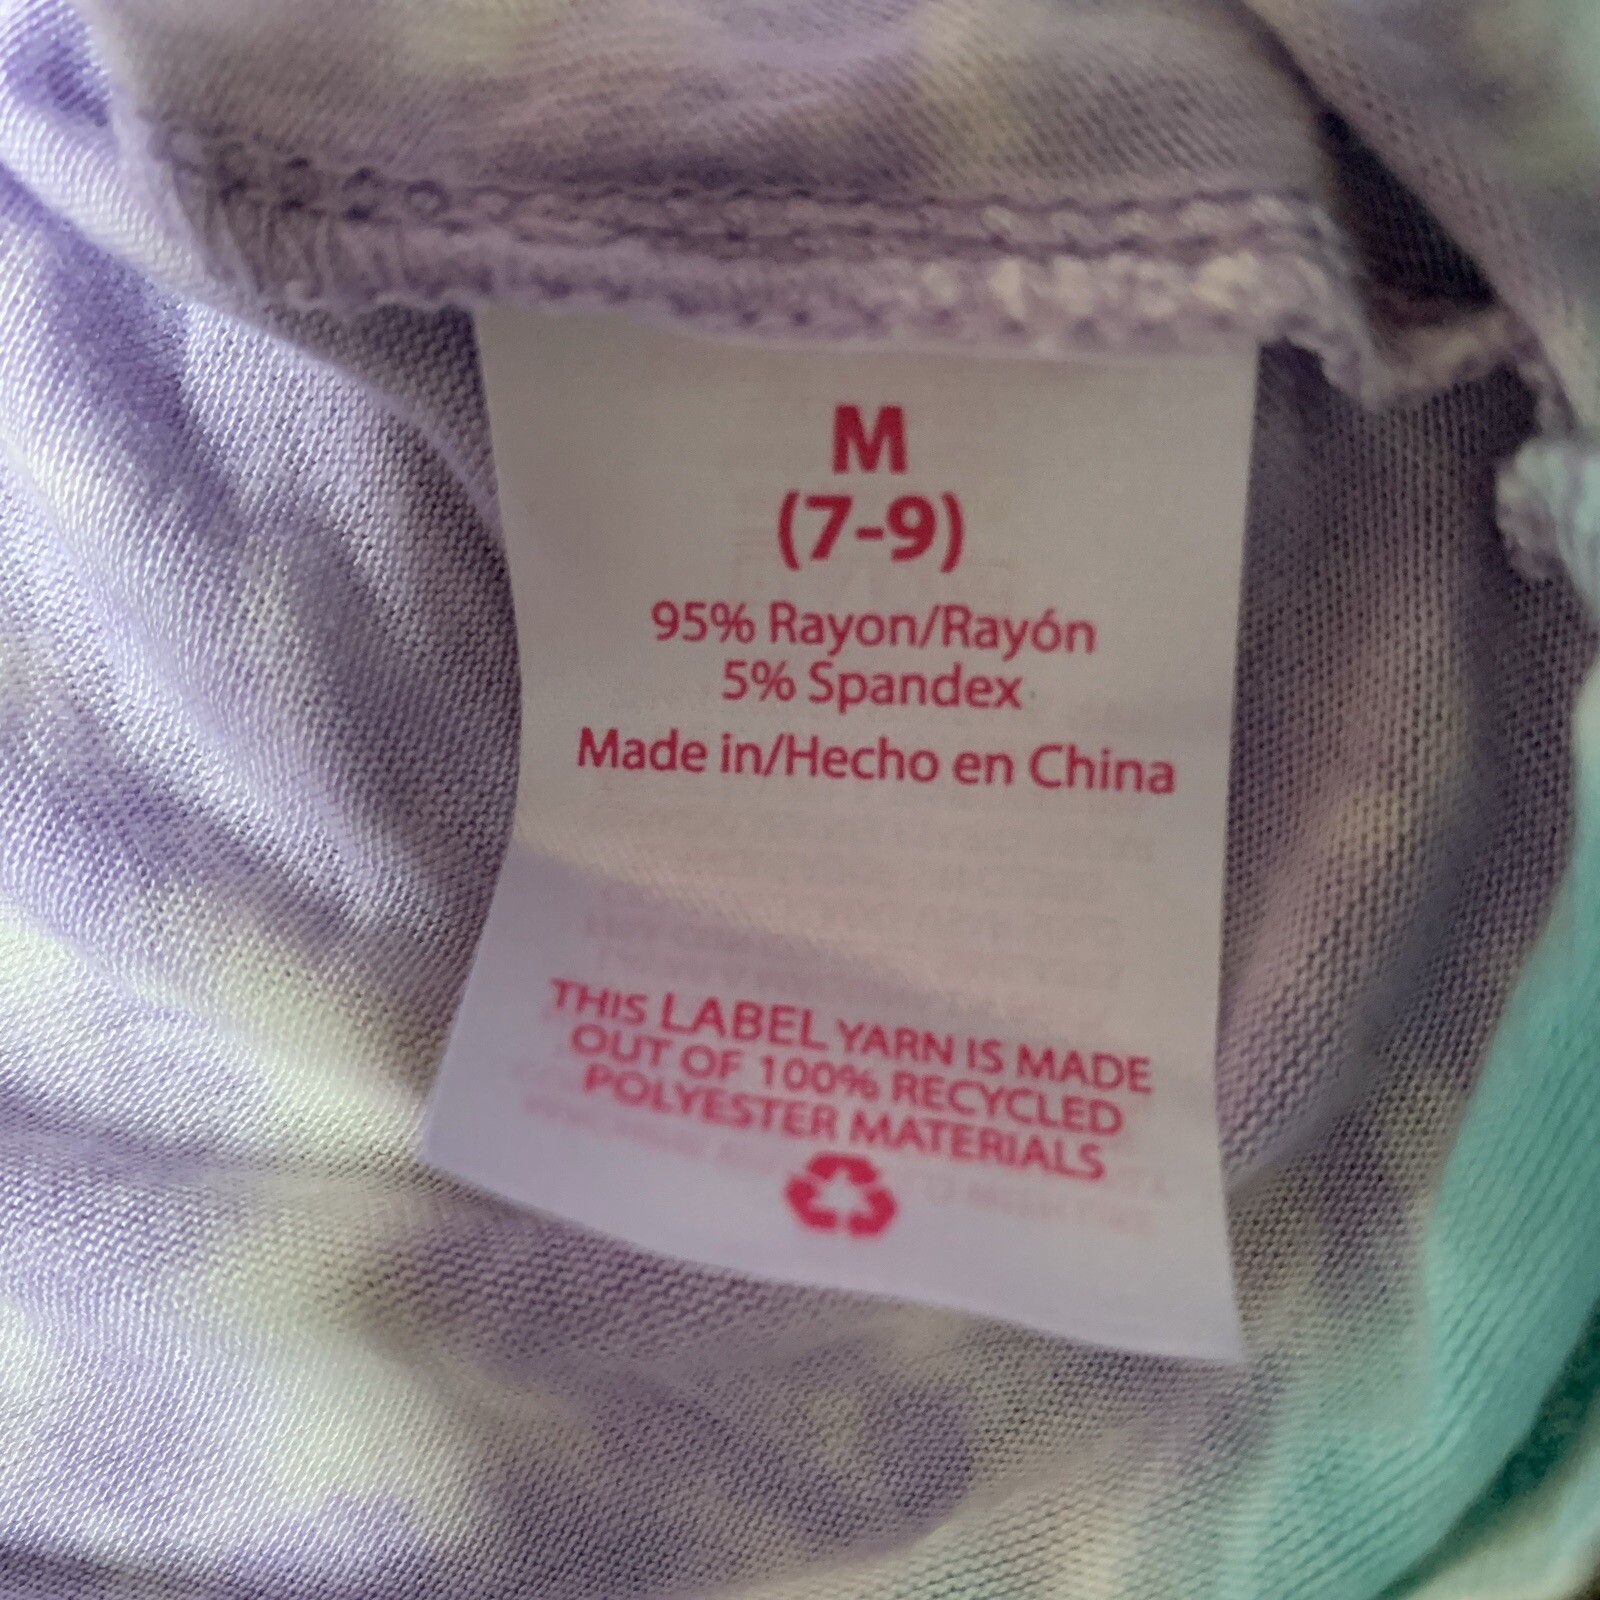 M
(7-9)
95% Rayon/Rayón
5% Spandex
Made in/Hecho en China
THIS LABEL YARN IS MADE
OUT OF 100% RECYCLED
POLYESTER MATERIALS